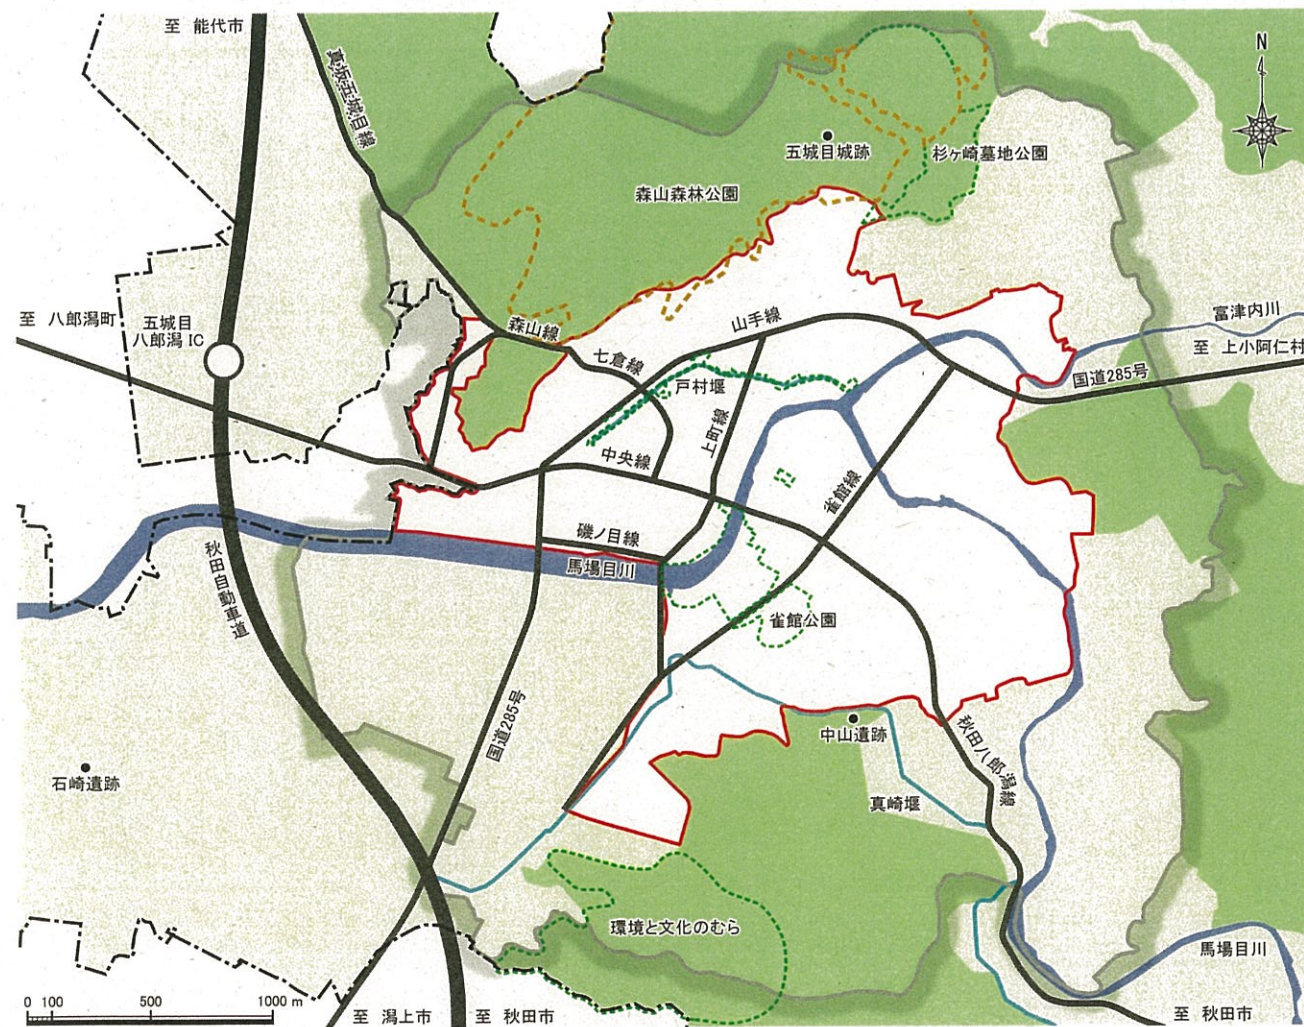 至 能代市
真坂五城目線
N
五城目城跡
杉ヶ崎墓地公園
森山森林公園
至 八郎潟町
五城目
八郎潟 IC
森山線
山手線
富津内川
至 上小阿仁村
国道285号
七倉線
戸村堰
上町線
中央線
雀館線
磯ノ目線
馬場目川
秋田自動車道
雀館公園
国道285号
中山遺跡
秋田八郎潟線
石崎遺跡
真崎堰
環境と文化のむら
馬場目川
0 100 500 1000 m
至 潟上市
至 秋田市
至 秋田市